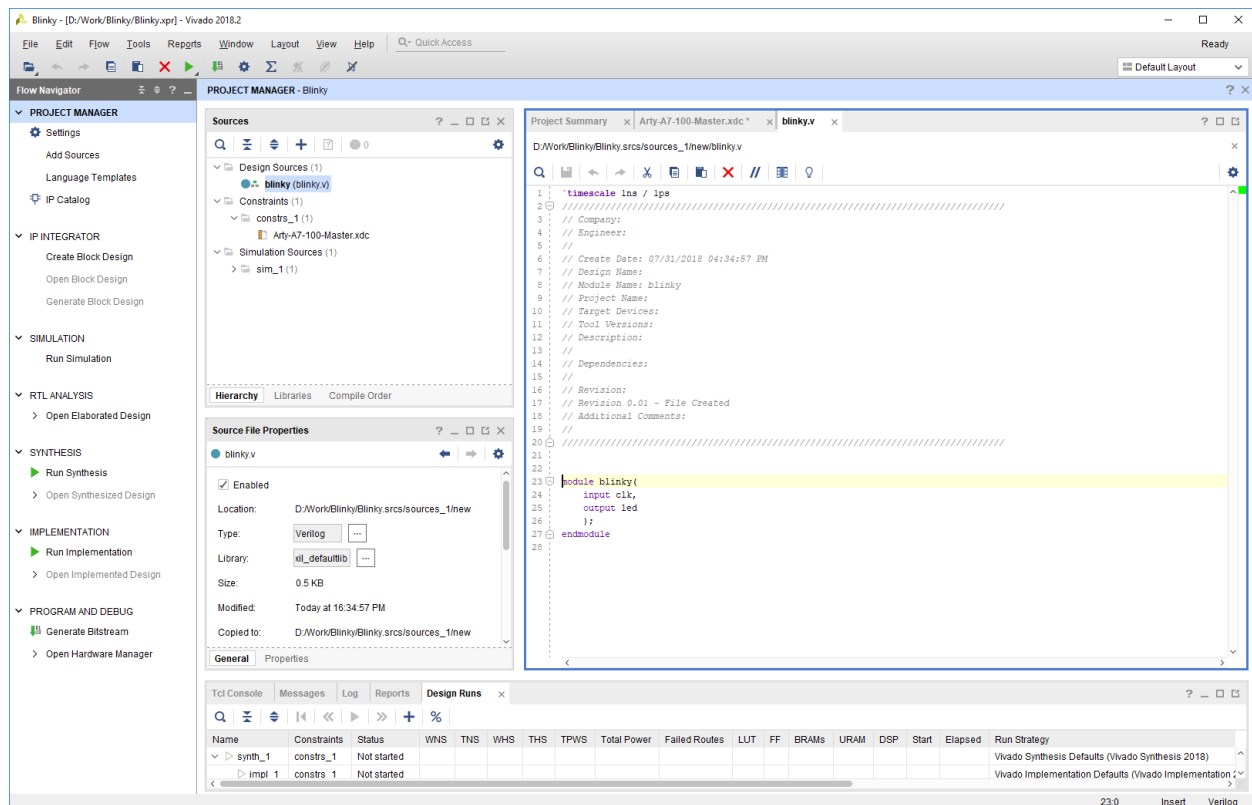 Blinky - [D:/Work/Blinky/Blinky.xpr] - Vivado 2018.2
File Edit Flow Tools Reports Window Layout View Help Quick Access Ready
Default Layout
Flow Navigator
PROJECT MANAGER - Blinky
PROJECT MANAGER
Settings
Add Sources
Language Templates
IP Catalog
IP INTEGRATOR
Create Block Design
Open Block Design
Generate Block Design
SIMULATION
Run Simulation
RTL ANALYSIS
Open Elaborated Design
SYNTHESIS
Run Synthesis
Open Synthesized Design
IMPLEMENTATION
Run Implementation
Open Implemented Design
PROGRAM AND DEBUG
Generate Bitstream
Open Hardware Manager
Sources
0
Design Sources (1)
blinky (blinky.v)
Constraints (1)
constrs_1 (1)
Arty-A7-100-Master.xdc
Simulation Sources (1)
sim_1 (1)
Hierarchy Libraries Compile Order
Source File Properties
blinky.v
Enabled
Location: D:/Work/Blinky/Blinky.srcs/sources_1/new
Type: Verilog ...
Library: xil_defaultlib ...
Size: 0.5 KB
Modified: Today at 16:34:57 PM
Copied to: D:/Work/Blinky/Blinky.srcs/sources_1/new
General Properties
Project Summary Arty-A7-100-Master.xdc * blinky.v
D:/Work/Blinky/Blinky.srcs/sources_1/new/blinky.v
1 `timescale 1ns / 1ps
2 //////////////////////////////////////////////////////////////////////////////////
3 // Company:
4 // Engineer:
5 //
6 // Create Date: 07/31/2018 04:34:57 PM
7 // Design Name:
8 // Module Name: blinky
9 // Project Name:
10 // Target Devices:
11 // Tool Versions:
12 // Description:
13 //
14 // Dependencies:
15 //
16 // Revision:
17 // Revision 0.01 - File Created
18 // Additional Comments:
19 //
20 //////////////////////////////////////////////////////////////////////////////////
21
22
23 module blinky(
24 input clk,
25 output led
26 );
27 endmodule
28
Tcl Console Messages Log Reports Design Runs
Name Constraints Status WNS TNS WHS THS TPWS Total Power Failed Routes LUT FF BRAMs URAM DSP Start Elapsed Run Strategy
synth_1 constrs_1 Not started Vivado Synthesis Defaults (Vivado Synthesis 2018)
impl_1 constrs_1 Not started Vivado Implementation Defaults (Vivado Implementation
23:0 Insert Verilog